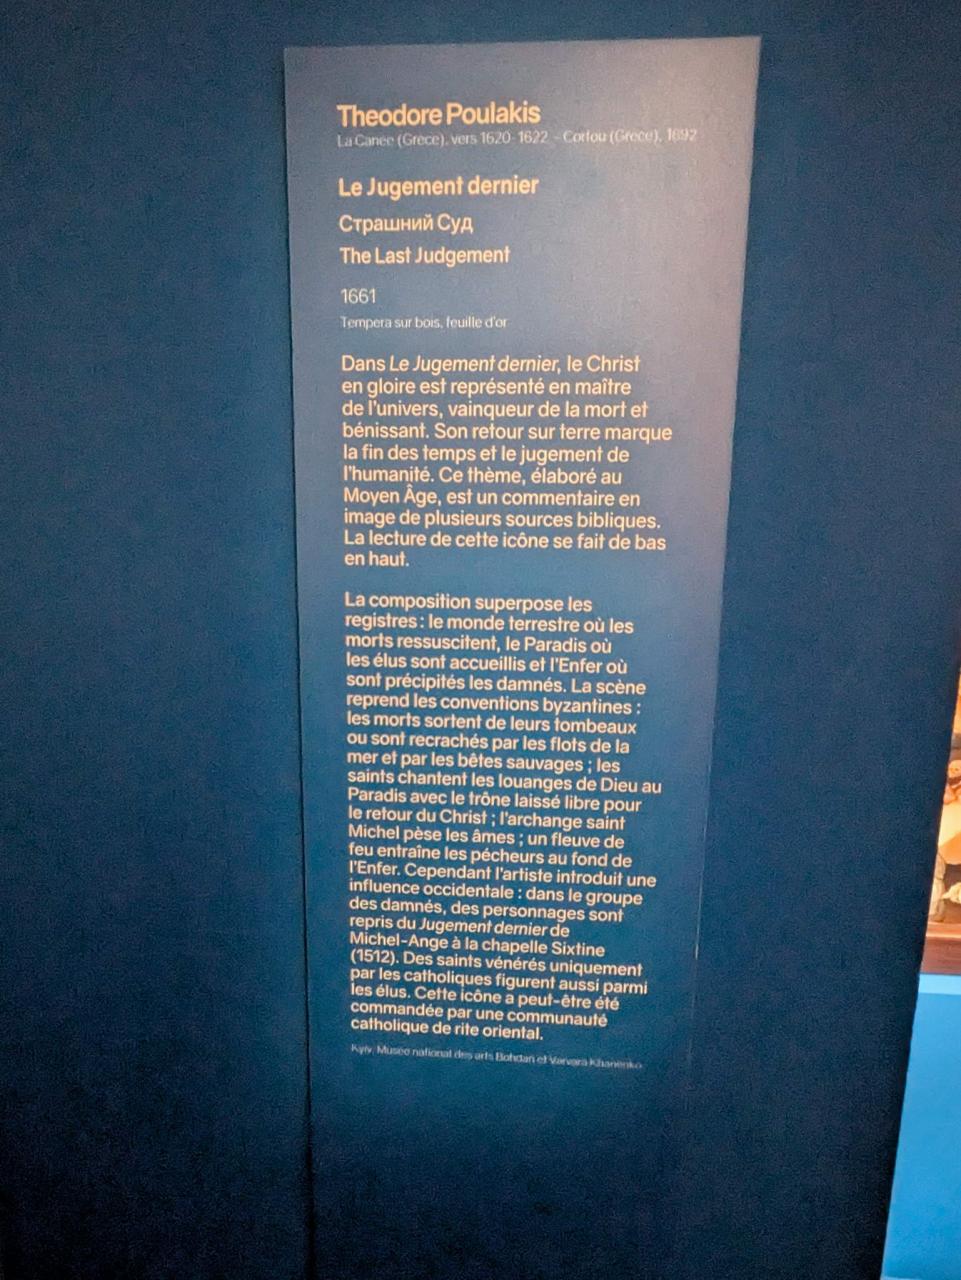 Theodore Poulakis
La Canée (Grèce), vers 1620-1622 - Corfou (Grèce), 1692
Le Jugement dernier
Страшний Суд
The Last Judgement
1661
Tempera sur bois, feuille d'or
Dans Le Jugement dernier, le Christ
en gloire est représenté en maître
de l'univers, vainqueur de la mort et
bénissant. Son retour sur terre marque
la fin des temps et le jugement de
l'humanité. Ce thème, élaboré au
Moyen Âge, est un commentaire en
image de plusieurs sources bibliques.
La lecture de cette icône se fait de bas
en haut.
La composition superpose les
registres : le monde terrestre où les
morts ressuscitent, le Paradis où
les élus sont accueillis et l'Enfer où
sont précipités les damnés. La scène
reprend les conventions byzantines :
les morts sortent de leurs tombeaux
ou sont recrachés par les flots de la
mer et par les bêtes sauvages ; les
saints chantent les louanges de Dieu au
Paradis avec le trône laissé libre pour
le retour du Christ ; l'archange saint
Michel pèse les âmes ; un fleuve de
feu entraîne les pécheurs au fond de
l'Enfer. Cependant l'artiste introduit une
influence occidentale : dans le groupe
des damnés, des personnages sont
repris du Jugement dernier de
Michel-Ange à la chapelle Sixtine
(1512). Des saints vénérés uniquement
par les catholiques figurent aussi parmi
les élus. Cette icône a peut-être été
commandée par une communauté
catholique de rite oriental.
Kyiv, Musée national des arts Bohdan et Varvara Khanenko